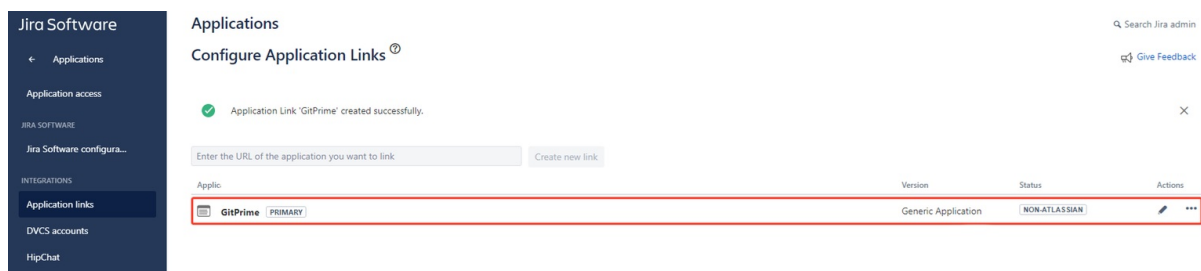 Jira Software
Applications
Search Jira admin
Applications
Configure Application Links
Give Feedback
Application access
Application Link 'GitPrime' created successfully.
JIRA SOFTWARE
Jira Software configura...
Enter the URL of the application you want to link
Create new link
INTEGRATIONS
Applic
Version
Status
Actions
Application links
GitPrime PRIMARY
Generic Application
NON-ATLASSIAN
DVCS accounts
HipChat